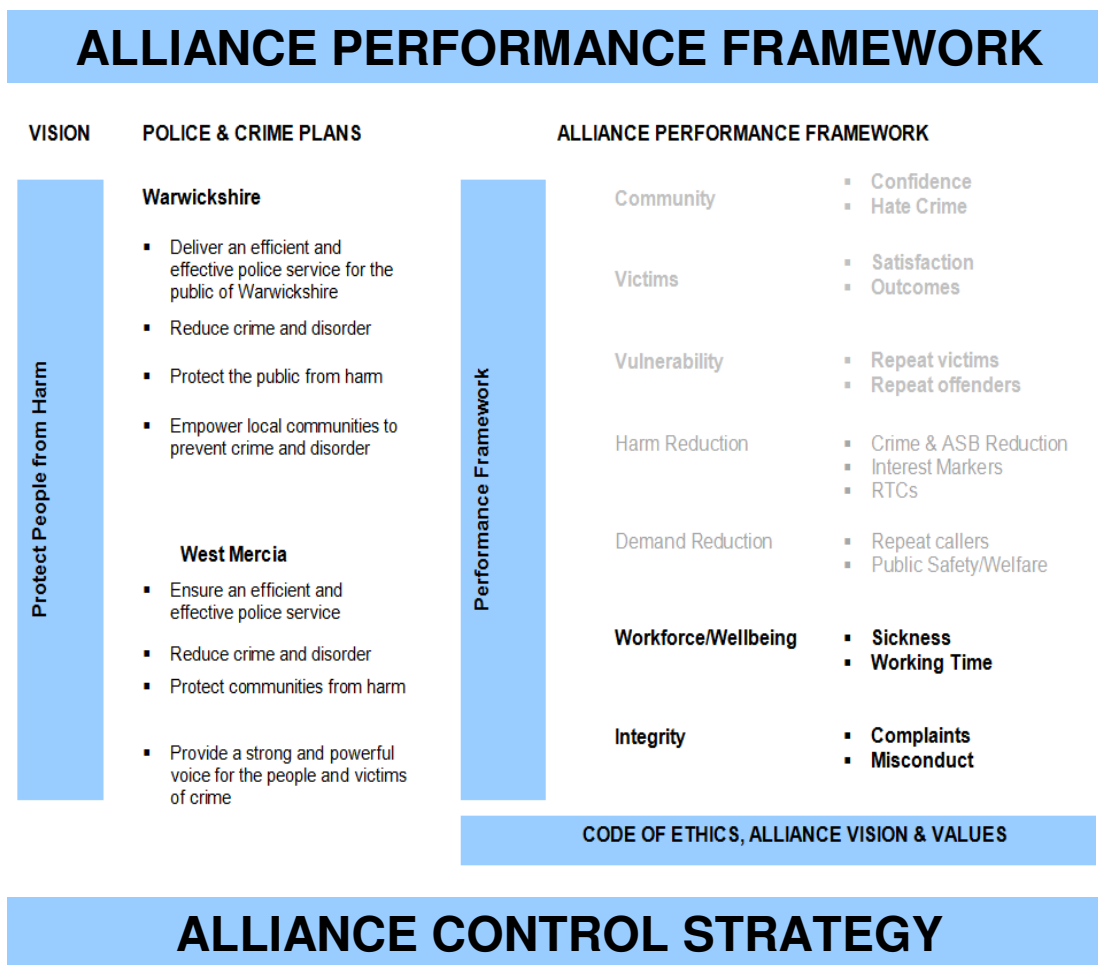 ALLIANCE PERFORMANCE FRAMEWORK
VISION
POLICE & CRIME PLANS
ALLIANCE PERFORMANCE FRAMEWORK
Protect People from Harm
Warwickshire
▪ Deliver an efficient and
effective police service for the
public of Warwickshire
▪ Reduce crime and disorder
▪ Protect the public from harm
▪ Empower local communities to
prevent crime and disorder
West Mercia
▪ Ensure an efficient and
effective police service
▪ Reduce crime and disorder
▪ Protect communities from harm
▪ Provide a strong and powerful
voice for the people and victims
of crime
Performance Framework
Community
▪ Confidence
▪ Hate Crime
Victims
▪ Satisfaction
▪ Outcomes
Vulnerability
▪ Repeat victims
▪ Repeat offenders
Harm Reduction
▪ Crime & ASB Reduction
▪ Interest Markers
▪ RTCs
Demand Reduction
▪ Repeat callers
▪ Public Safety/Welfare
Workforce/Wellbeing
▪ Sickness
▪ Working Time
Integrity
▪ Complaints
▪ Misconduct
CODE OF ETHICS, ALLIANCE VISION & VALUES
ALLIANCE CONTROL STRATEGY